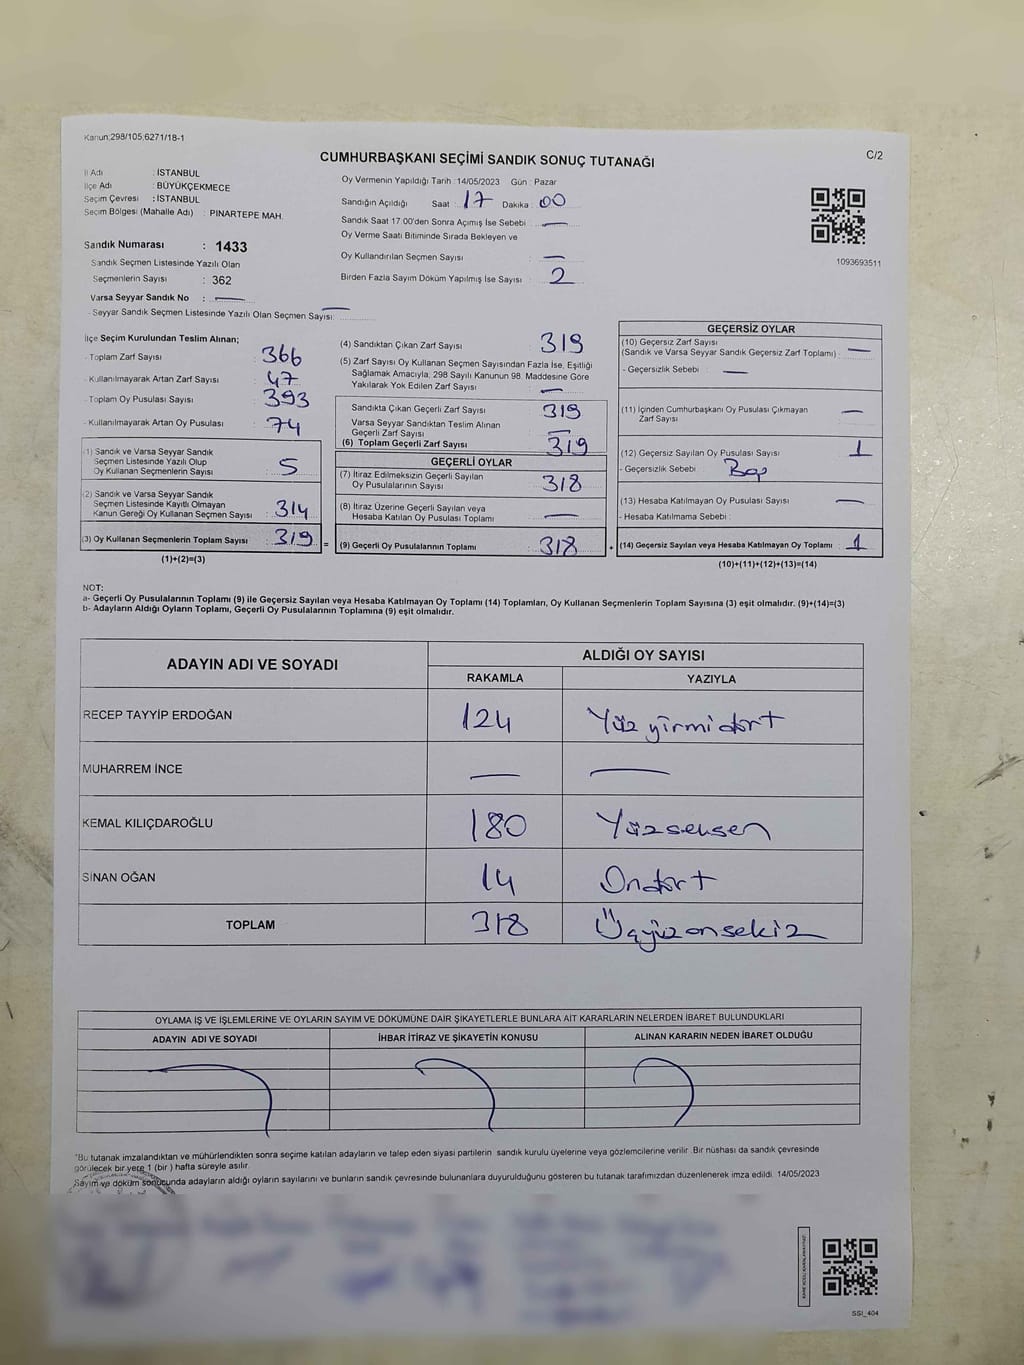 Kanun:298/105,6271/18-1
C/2
CUMHURBAŞKANI SEÇİMİ SANDIK SONUÇ TUTANAĞI
İl Adı : İSTANBUL
İlçe Adı : BÜYÜKÇEKMECE
Seçim Çevresi : İSTANBUL
Seçim Bölgesi (Mahalle Adı) : PINARTEPE MAH.
Sandık Numarası : 1433
Sandık Seçmen Listesinde Yazılı Olan
Seçmenlerin Sayısı : 362
Varsa Seyyar Sandık No : —
- Seyyar Sandık Seçmen Listesinde Yazılı Olan Seçmen Sayısı: —
Oy Vermenin Yapıldığı Tarih : 14/05/2023 Gün : Pazar
Sandığın Açıldığı Saat : 17 Dakika : 00
Sandık Saat 17:00'den Sonra Açımış İse Sebebi : —
Oy Verme Saati Bitiminde Sırada Bekleyen ve
Oy Kullandırılan Seçmen Sayısı : —
Birden Fazla Sayım Döküm Yapılmış İse Sayısı : 2
1093693511
İlçe Seçim Kurulundan Teslim Alınan;
- Toplam Zarf Sayısı : 366
- Kullanılmayarak Artan Zarf Sayısı : 47
- Toplam Oy Pusulası Sayısı : 393
- Kullanılmayarak Artan Oy Pusulası : 74
(1) Sandık ve Varsa Seyyar Sandık
Seçmen Listesinde Yazılı Olup
Oy Kullanan Seçmenlerin Sayısı : 5
(2) Sandık ve Varsa Seyyar Sandık
Seçmen Listesinde Kayıtlı Olmayan
Kanun Gereği Oy Kullanan Seçmen Sayısı : 314
(3) Oy Kullanan Seçmenlerin Toplam Sayısı : 319 =
(1)+(2)=(3)
(4) Sandıktan Çıkan Zarf Sayısı : 319
(5) Zarf Sayısı Oy Kullanan Seçmen Sayısından Fazla İse, Eşitliği
Sağlamak Amacıyla; 298 Sayılı Kanunun 98. Maddesine Göre
Yakılarak Yok Edilen Zarf Sayısı : —
Sandıkta Çıkan Geçerli Zarf Sayısı : 319
Varsa Seyyar Sandıktan Teslim Alınan
Geçerli Zarf Sayısı : —
(6) Toplam Geçerli Zarf Sayısı : 319
GEÇERLİ OYLAR
(7) İtiraz Edilmeksizin Geçerli Sayılan
Oy Pusulalarının Sayısı : 318
(8) İtiraz Üzerine Geçerli Sayılan veya
Hesaba Katılan Oy Pusulası Toplamı : —
(9) Geçerli Oy Pusulalarının Toplamı : 318 +
GEÇERSİZ OYLAR
(10) Geçersiz Zarf Sayısı
(Sandık ve Varsa Seyyar Sandık Geçersiz Zarf Toplamı) : —
- Geçersizlik Sebebi : —
(11) İçinden Cumhurbaşkanı Oy Pusulası Çıkmayan
Zarf Sayısı : —
(12) Geçersiz Sayılan Oy Pusulası Sayısı : 1
- Geçersizlik Sebebi : Boş
(13) Hesaba Katılmayan Oy Pusulası Sayısı : —
- Hesaba Katılmama Sebebi :
(14) Geçersiz Sayılan veya Hesaba Katılmayan Oy Toplamı : 1
(10)+(11)+(12)+(13)=(14)
NOT:
a- Geçerli Oy Pusulalarının Toplamı (9) ile Geçersiz Sayılan veya Hesaba Katılmayan Oy Toplamı (14) Toplamları, Oy Kullanan Seçmenlerin Toplam Sayısına (3) eşit olmalıdır. (9)+(14)=(3)
b- Adayların Aldığı Oyların Toplamı, Geçerli Oy Pusulalarının Toplamına (9) eşit olmalıdır.
ADAYIN ADI VE SOYADI
ALDIĞI OY SAYISI
RAKAMLA YAZIYLA
RECEP TAYYİP ERDOĞAN 124 Yüz yirmi dört
MUHARREM İNCE — —
KEMAL KILIÇDAROĞLU 180 Yüzseksen
SİNAN OĞAN 14 Ondört
TOPLAM 318 Üçyüzonsekiz
OYLAMA İŞ VE İŞLEMLERİNE VE OYLARIN SAYIM VE DÖKÜMÜNE DAİR ŞİKAYETLERLE BUNLARA AİT KARARLARIN NELERDEN İBARET BULUNDUKLARI
ADAYIN ADI VE SOYADI İHBAR İTİRAZ VE ŞİKAYETİN KONUSU ALINAN KARARIN NEDEN İBARET OLDUĞU
*Bu tutanak imzalandıktan ve mühürlendikten sonra seçime katılan adayların ve talep eden siyasi partilerin sandık kurulu üyelerine veya gözlemcilerine verilir. Bir nüshası da sandık çevresinde
görülecek bir yere 1 (bir) hafta süreyle asılır.
Sayım ve döküm sonucunda adayların aldığı oyların sayılarını ve bunların sandık çevresinde bulunanlara duyurulduğunu gösteren bu tutanak tarafımızdan düzenlenerek imza edildi. 14/05/2023
SSI_404